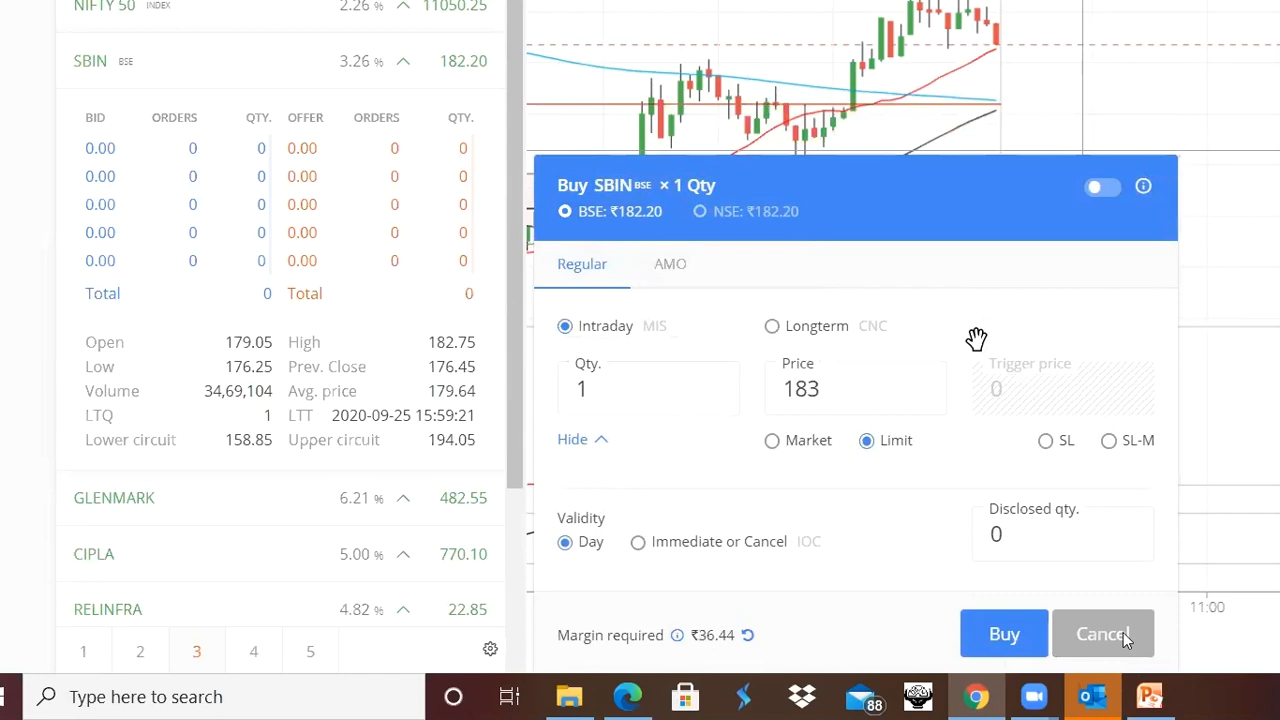 NIFTY 50 INDEX 2.26 % 11050.25
SBIN BSE 3.26 % 182.20
BID ORDERS QTY. OFFER ORDERS QTY.
0.00 0 0 0.00 0 0
0.00 0 0 0.00 0 0
0.00 0 0 0.00 0 0
0.00 0 0 0.00 0 0
0.00 0 0 0.00 0 0
Total 0 Total 0
Open 179.05 High 182.75
Low 176.25 Prev. Close 176.45
Volume 34,69,104 Avg. price 179.64
LTQ 1 LTT 2020-09-25 15:59:21
Lower circuit 158.85 Upper circuit 194.05
GLENMARK 6.21 % 482.55
CIPLA 5.00 % 770.10
RELINFRA 4.82 % 22.85
1 2 3 4 5
Buy SBIN BSE × 1 Qty
BSE: ₹182.20 NSE: ₹182.20
Regular AMO
Intraday MIS Longterm CNC
Qty. Price Trigger price
1 183 0
Hide Market Limit SL SL-M
Validity Disclosed qty.
Day Immediate or Cancel IOC 0
Margin required ₹36.44 Buy Cancel
11:00
Type here to search 88